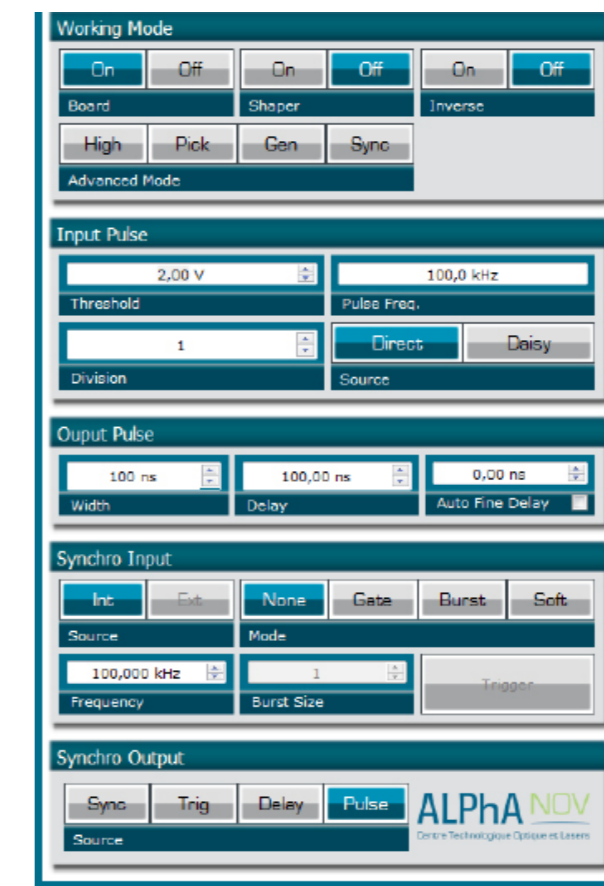 Working Mode
On Off On Off On Off
Board Shaper Inverse
High Pick Gen Sync
Advanced Mode
Input Pulse
2,00 V 100,0 kHz
Threshold Pulse Freq.
1 Direct Daisy
Division Source
Ouput Pulse
100 ns 100,00 ns 0,00 ns
Width Delay Auto Fine Delay
Synchro Input
Int Ext None Gate Burst Soft
Source Mode
100,000 kHz 1 Trigger
Frequency Burst Size
Synchro Output
Sync Trig Delay Pulse ALPhA NOV
Source Centre Technologique Optique et Lasers